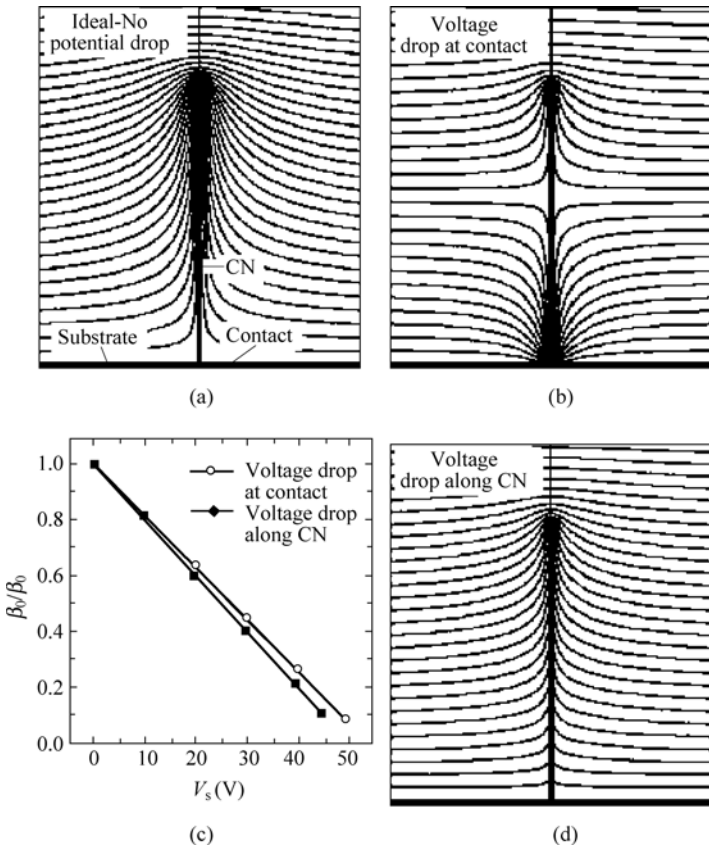 Ideal-No
potential drop
CN
Substrate
Contact
(a)
Voltage
drop at contact
(b)
1.0
0.8
0.6
0.4
0.2
0.0
β₀/β₀
0 10 20 30 40 50
Vₛ(V)
Voltage drop
at contact
Voltage drop
along CN
(c)
Voltage
drop along CN
(d)